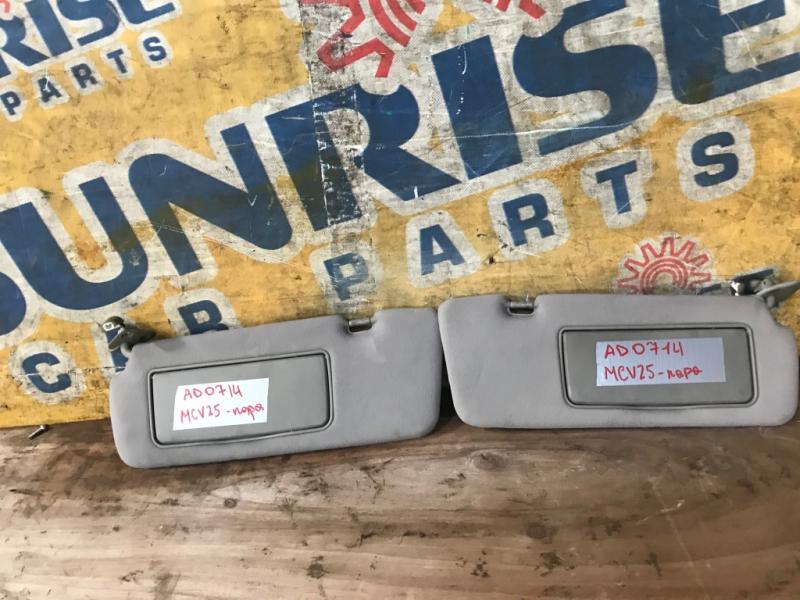 RISE
PARTS
SUNRISE
CAR PARTS
AD0714
MCV25-пара
AD0714
MCV25-пара